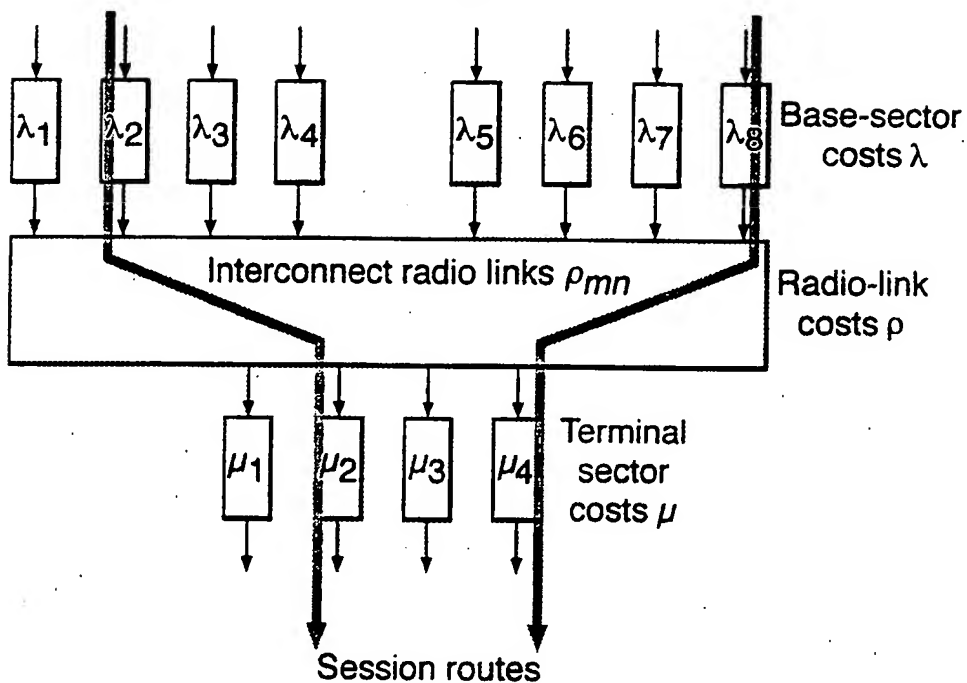 λ1 λ2 λ3 λ4 λ5 λ6 λ7 λ8
Base-sector
costs λ
Interconnect radio links ρmn
Radio-link
costs ρ
μ1 μ2 μ3 μ4
Terminal
sector
costs μ
Session routes